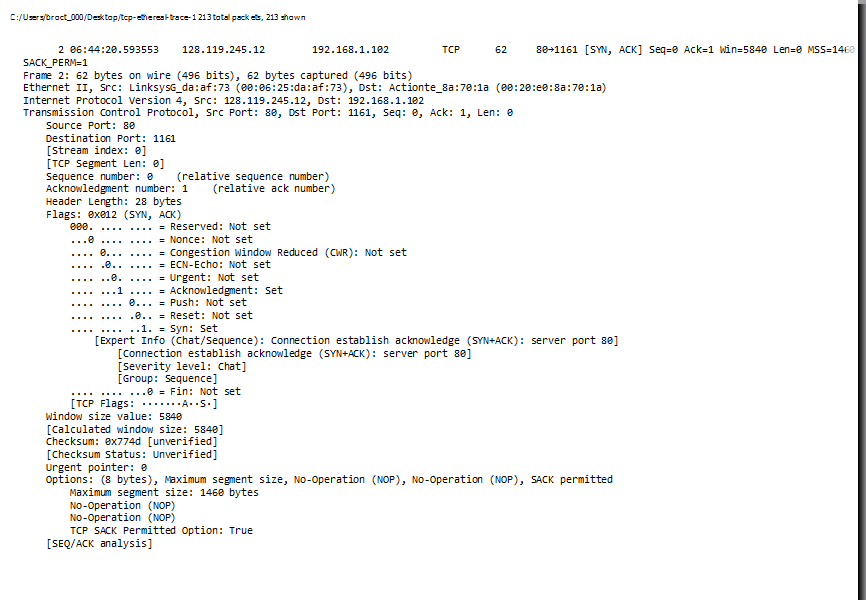 C:/Users/broct_000/Desktop/tcp-ethereal-trace-1 213 total packets, 213 shown
2 06:44:20.593553 128.119.245.12 192.168.1.102 TCP 62 80→1161 [SYN, ACK] Seq=0 Ack=1 Win=5840 Len=0 MSS=1460
SACK_PERM=1
Frame 2: 62 bytes on wire (496 bits), 62 bytes captured (496 bits)
Ethernet II, Src: LinksysG_da:af:73 (00:06:25:da:af:73), Dst: Actionte_8a:70:1a (00:20:e0:8a:70:1a)
Internet Protocol Version 4, Src: 128.119.245.12, Dst: 192.168.1.102
Transmission Control Protocol, Src Port: 80, Dst Port: 1161, Seq: 0, Ack: 1, Len: 0
Source Port: 80
Destination Port: 1161
[Stream index: 0]
[TCP Segment Len: 0]
Sequence number: 0 (relative sequence number)
Acknowledgment number: 1 (relative ack number)
Header Length: 28 bytes
Flags: 0x012 (SYN, ACK)
000. .... .... = Reserved: Not set
...0 .... .... = Nonce: Not set
.... 0... .... = Congestion Window Reduced (CWR): Not set
.... .0.. .... = ECN-Echo: Not set
.... ..0. .... = Urgent: Not set
.... ...1 .... = Acknowledgment: Set
.... .... 0... = Push: Not set
.... .... .0.. = Reset: Not set
.... .... ..1. = Syn: Set
[Expert Info (Chat/Sequence): Connection establish acknowledge (SYN+ACK): server port 80]
[Connection establish acknowledge (SYN+ACK): server port 80]
[Severity level: Chat]
[Group: Sequence]
.... .... ...0 = Fin: Not set
[TCP Flags: ·······A··S·]
Window size value: 5840
[Calculated window size: 5840]
Checksum: 0x774d [unverified]
[Checksum Status: Unverified]
Urgent pointer: 0
Options: (8 bytes), Maximum segment size, No-Operation (NOP), No-Operation (NOP), SACK permitted
Maximum segment size: 1460 bytes
No-Operation (NOP)
No-Operation (NOP)
TCP SACK Permitted Option: True
[SEQ/ACK analysis]